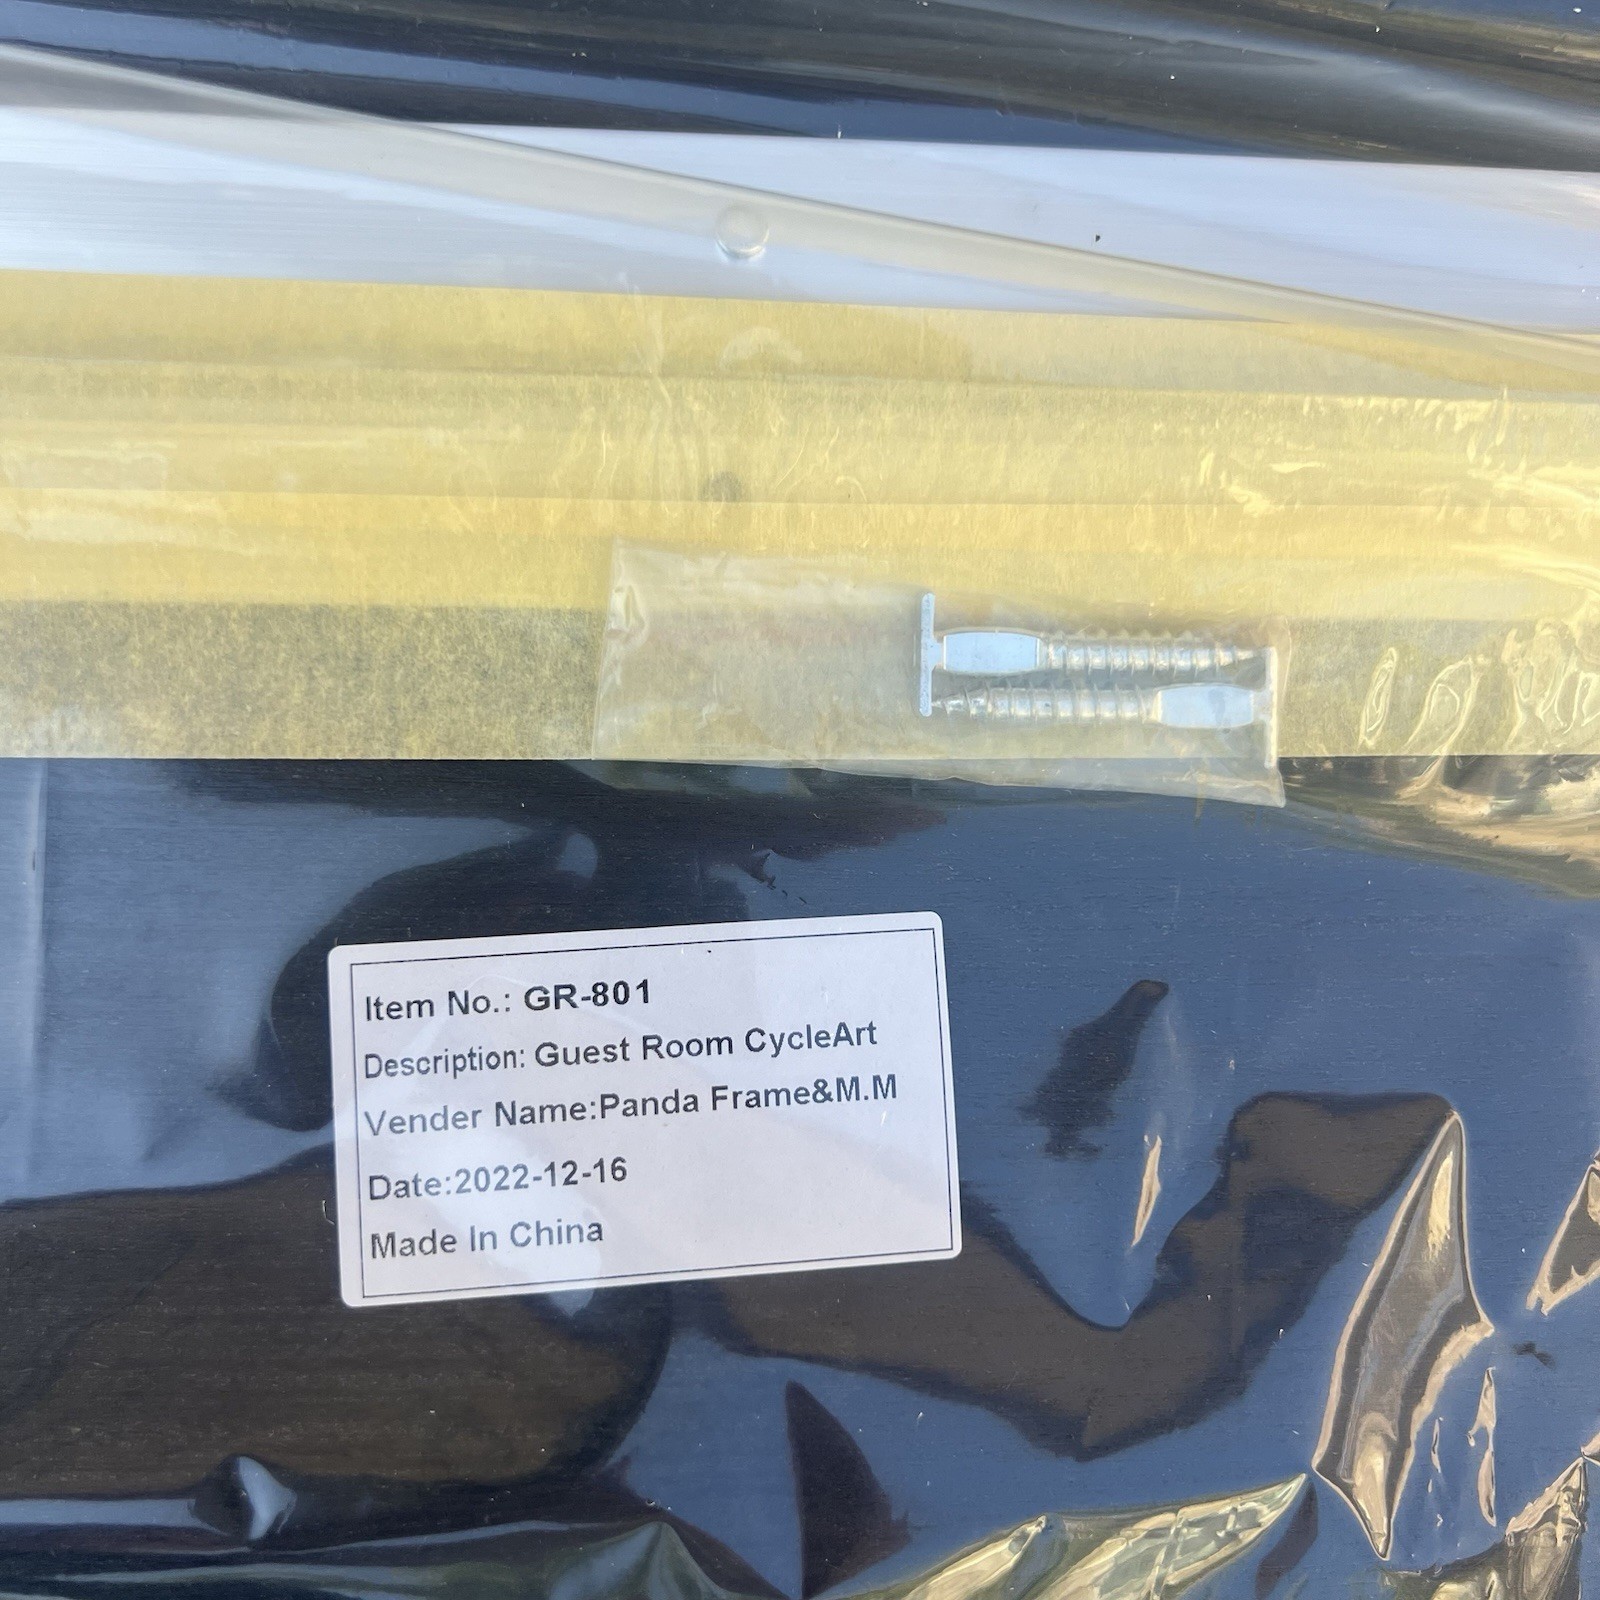 Item No.: GR-801
Description: Guest Room CycleArt
Vender Name:Panda Frame&M.M
Date:2022-12-16
Made In China